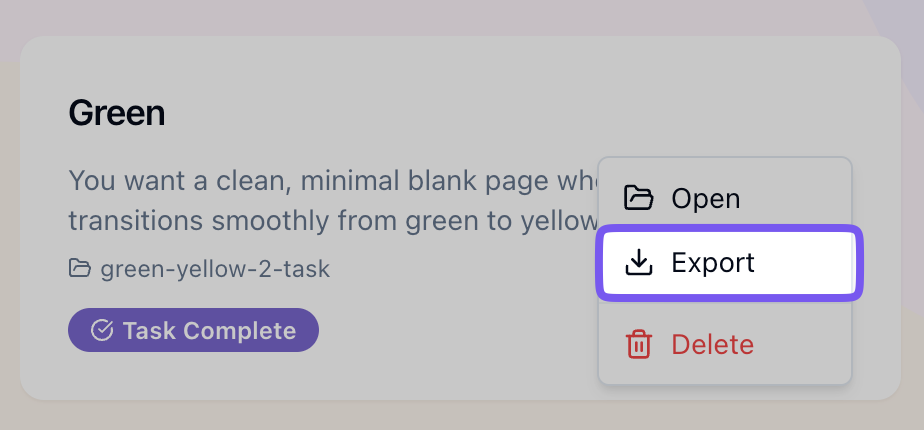 Green
You want a clean, minimal blank page
transitions smoothly from green to yellow
green-yellow-2-task
Task Complete
Open
Export
Delete